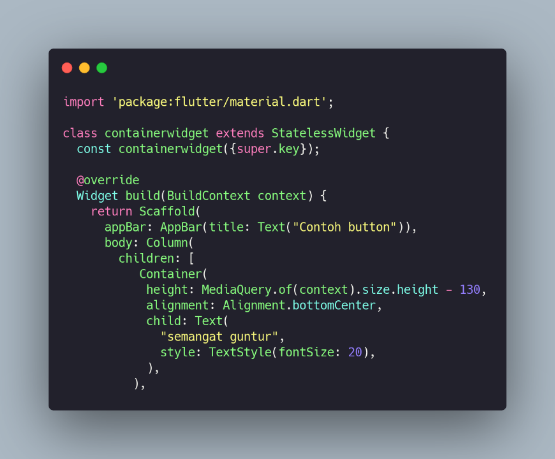 import 'package:flutter/material.dart';

class containerwidget extends StatelessWidget {
  const containerwidget({super.key});

  @override
  Widget build(BuildContext context) {
    return Scaffold(
      appBar: AppBar(title: Text("Contoh button")),
      body: Column(
        children: [
           Container(
            height: MediaQuery.of(context).size.height - 130,
            alignment: Alignment.bottomCenter,
            child: Text(
              "semangat guntur",
              style: TextStyle(fontSize: 20),
            ),
          ),